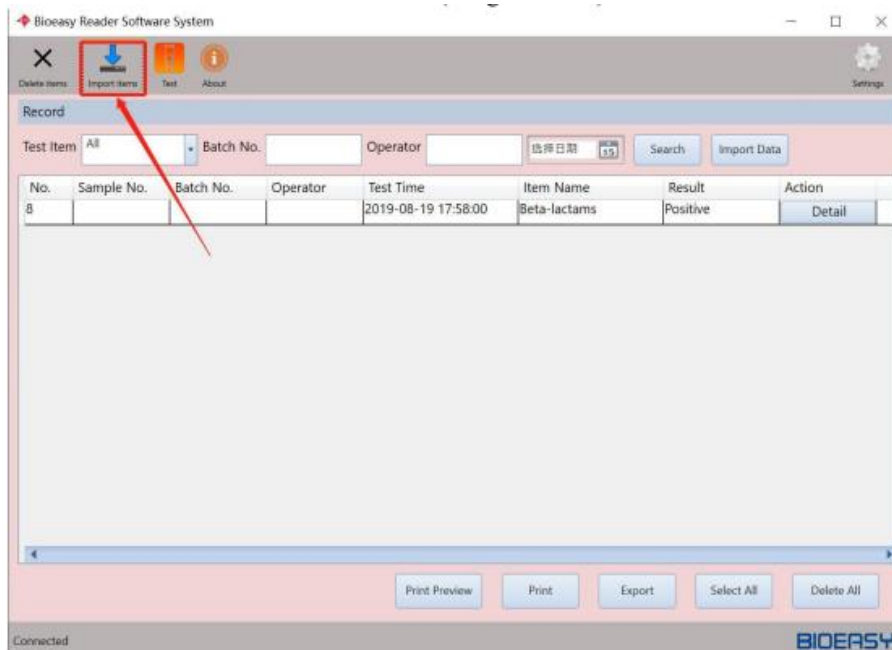 Bioeasy Reader Software System
Delete items Import items Test About Settings
Record
Test Item All Batch No. Operator 选择日期 15 Search Import Data
No. Sample No. Batch No. Operator Test Time Item Name Result Action
8 2019-08-19 17:58:00 Beta-lactams Positive Detail
Print Preview Print Export Select All Delete All
Connected BIOEASY